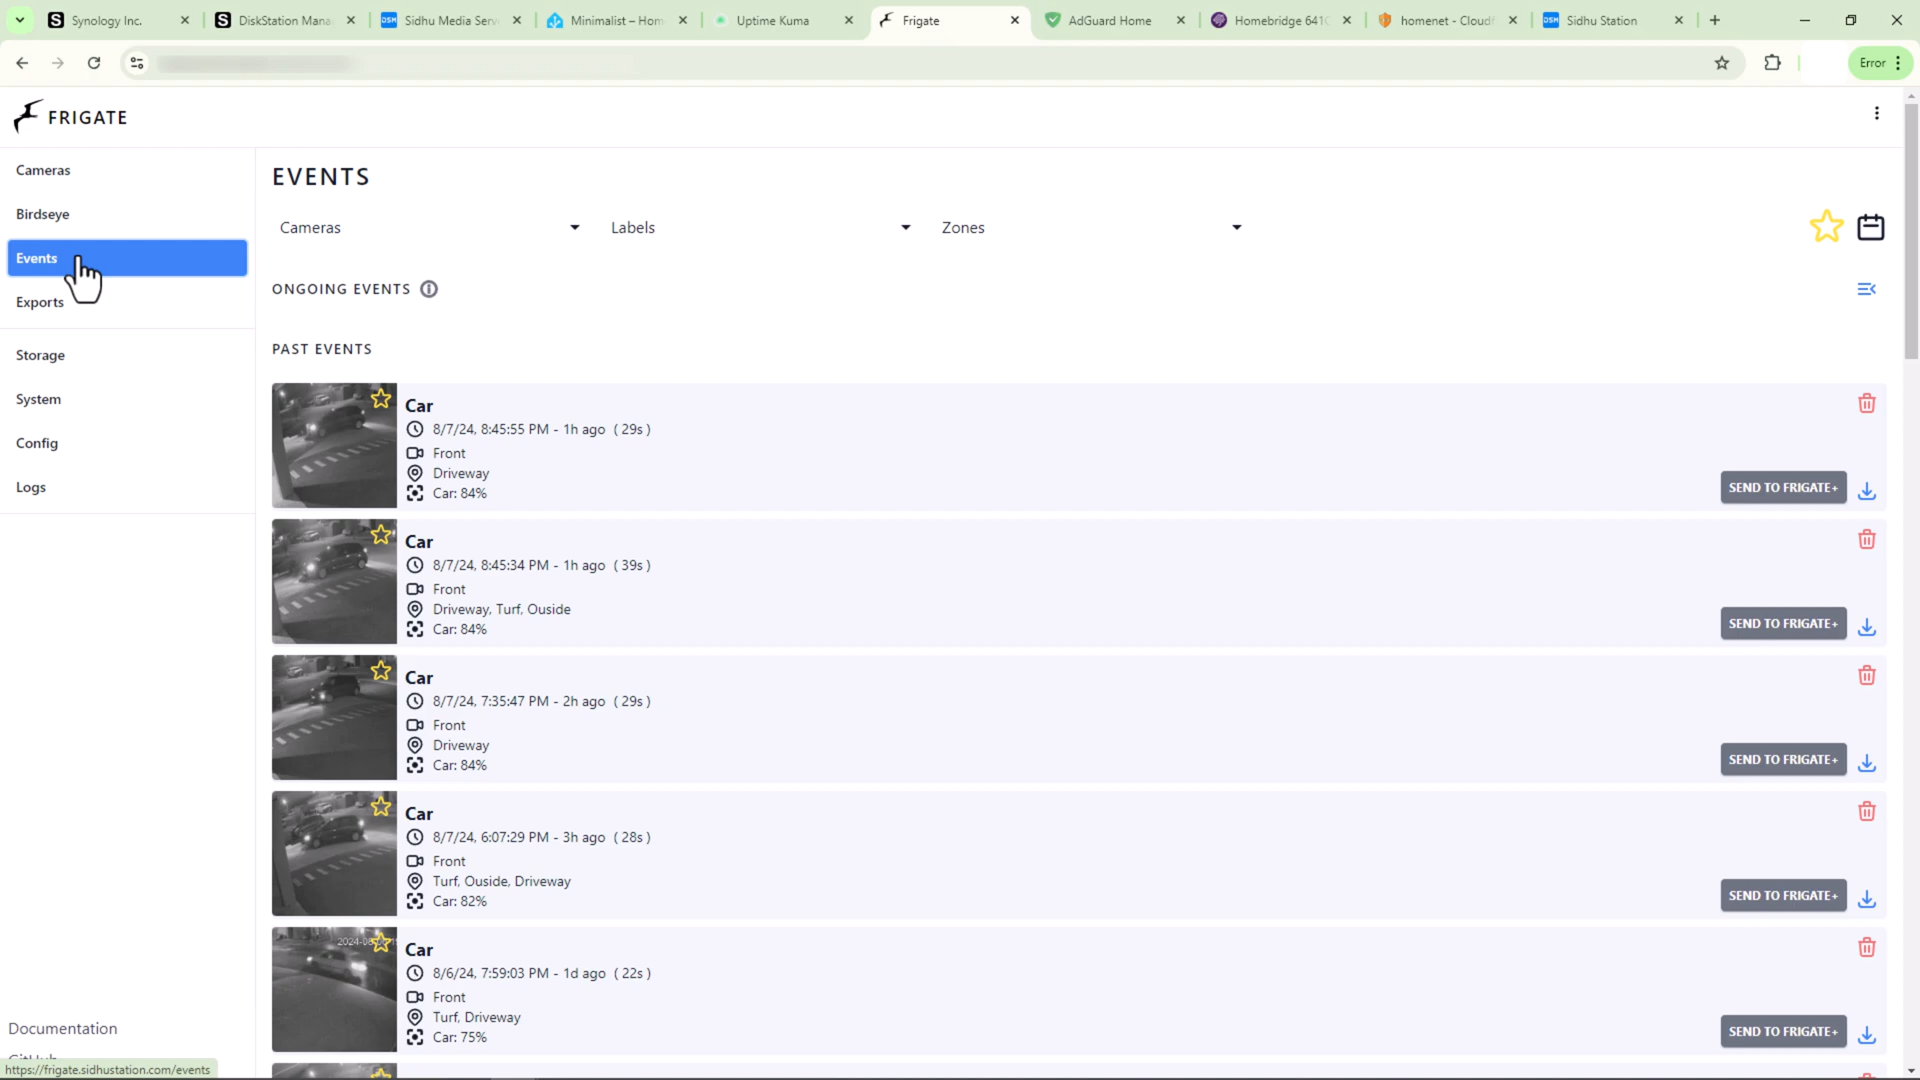 Synology Inc.
DiskStation Mana
Sidhu Media Serv
Minimalist – Hom
Uptime Kuma
Frigate
AdGuard Home
Homebridge 641C
homenet - Cloudf
Sidhu Station
Error
FRIGATE
Cameras
Birdseye
Events
Exports
Storage
System
Config
Logs
Documentation
GitHub
https://frigate.sidhustation.com/events
EVENTS
Cameras
Labels
Zones
ONGOING EVENTS
PAST EVENTS
Car
8/7/24, 8:45:55 PM - 1h ago ( 29s )
Front
Driveway
Car: 84%
SEND TO FRIGATE+
Car
8/7/24, 8:45:34 PM - 1h ago ( 39s )
Front
Driveway, Turf, Ouside
Car: 84%
SEND TO FRIGATE+
Car
8/7/24, 7:35:47 PM - 2h ago ( 29s )
Front
Driveway
Car: 84%
SEND TO FRIGATE+
Car
8/7/24, 6:07:29 PM - 3h ago ( 28s )
Front
Turf, Ouside, Driveway
Car: 82%
SEND TO FRIGATE+
Car
8/6/24, 7:59:03 PM - 1d ago ( 22s )
Front
Turf, Driveway
Car: 75%
SEND TO FRIGATE+